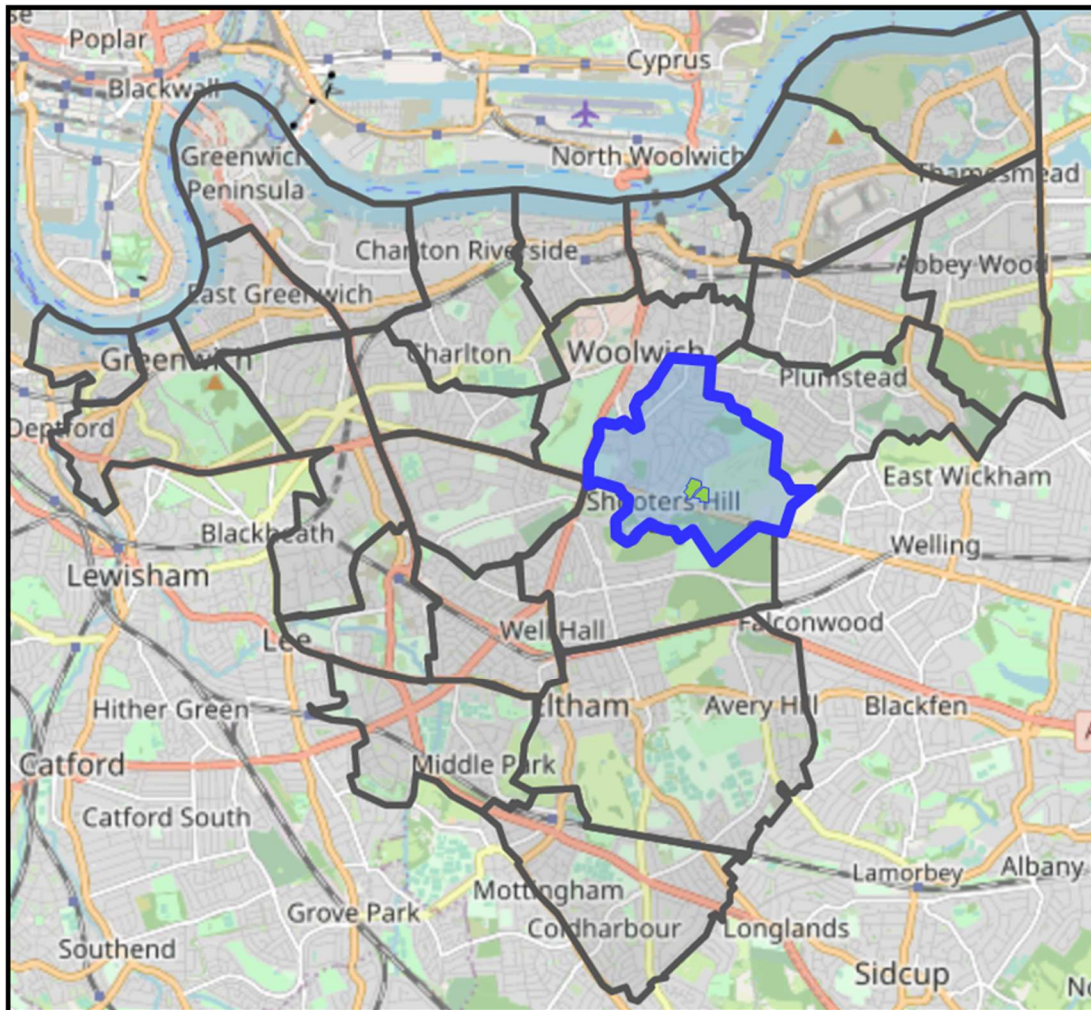 se
Poplar
Cyprus
Blackwall
Greenwich
Peninsula
North Woolwich
Thamesmead
Charlton Riverside
Abbey Wood
East Greenwich
Greenwich
Charlton
Woolwich
Plumstead
Deptford
East Wickham
Shooters Hill
Blackheath
Welling
Lewisham
Lee
Well Hall
Falconwood
Hither Green
Eltham
Avery Hill
Blackfen
A
Catford
Middle Park
Catford South
Lamorbey
Albany
Mottingham
Grove Park
Coldharbour
Longlands
Southend
Sidcup
No